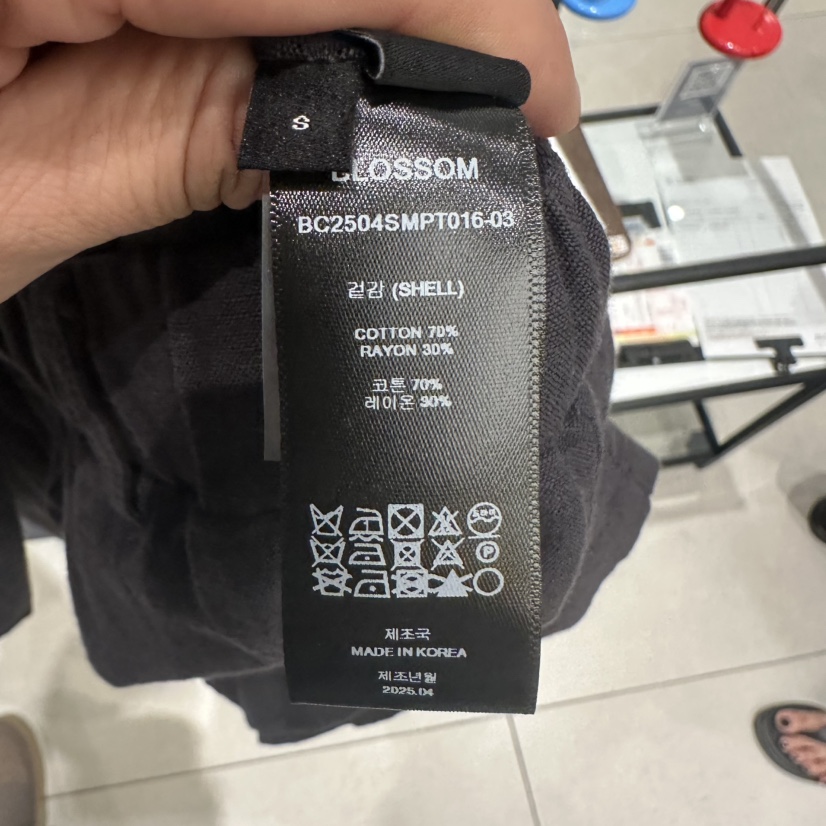 S
BLOSSOM
BC2504SMPT016-03
겉감 (SHELL)
COTTON 70%
RAYON 30%
코튼 70%
레이온 30%
P
제조국
MADE IN KOREA
제조년월
2025.04